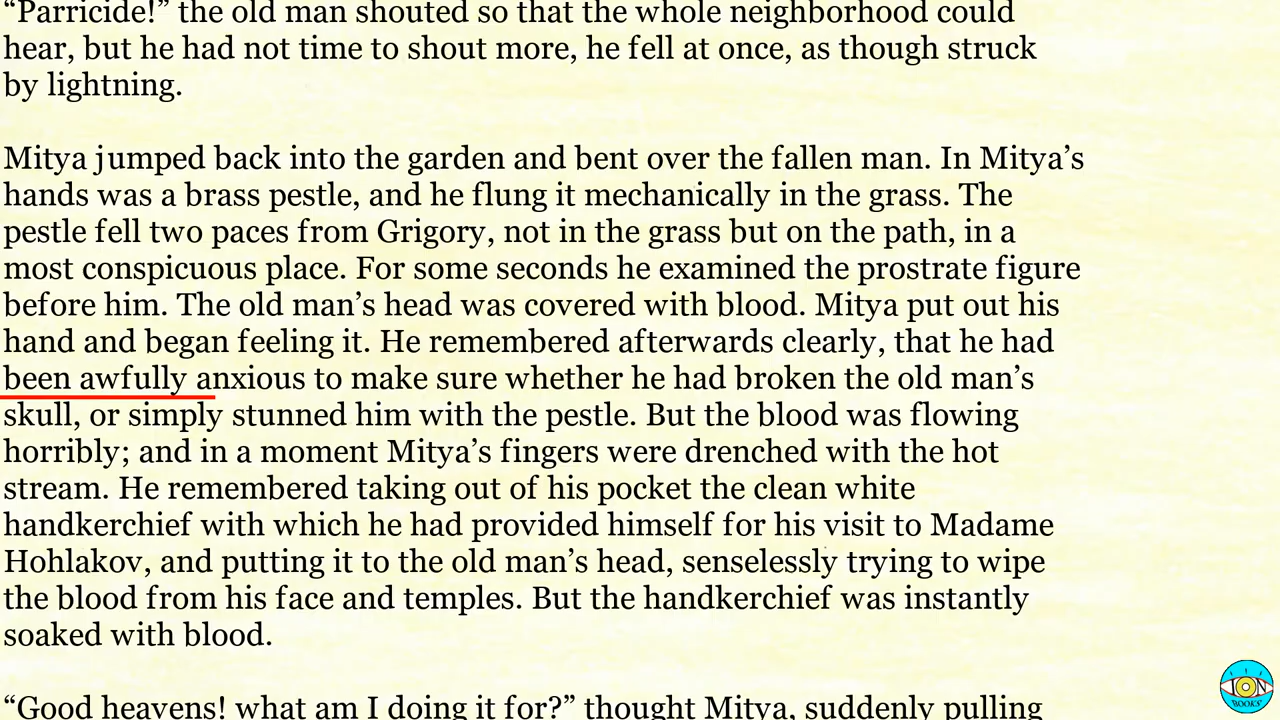 “Parricide!” the old man shouted so that the whole neighborhood could
hear, but he had not time to shout more, he fell at once, as though struck
by lightning.
Mitya jumped back into the garden and bent over the fallen man. In Mitya’s
hands was a brass pestle, and he flung it mechanically in the grass. The
pestle fell two paces from Grigory, not in the grass but on the path, in a
most conspicuous place. For some seconds he examined the prostrate figure
before him. The old man’s head was covered with blood. Mitya put out his
hand and began feeling it. He remembered afterwards clearly, that he had
been awfully anxious to make sure whether he had broken the old man’s
skull, or simply stunned him with the pestle. But the blood was flowing
horribly; and in a moment Mitya’s fingers were drenched with the hot
stream. He remembered taking out of his pocket the clean white
handkerchief with which he had provided himself for his visit to Madame
Hohlakov, and putting it to the old man’s head, senselessly trying to wipe
the blood from his face and temples. But the handkerchief was instantly
soaked with blood.
“Good heavens! what am I doing it for?” thought Mitya, suddenly pulling
ION
BOOKS